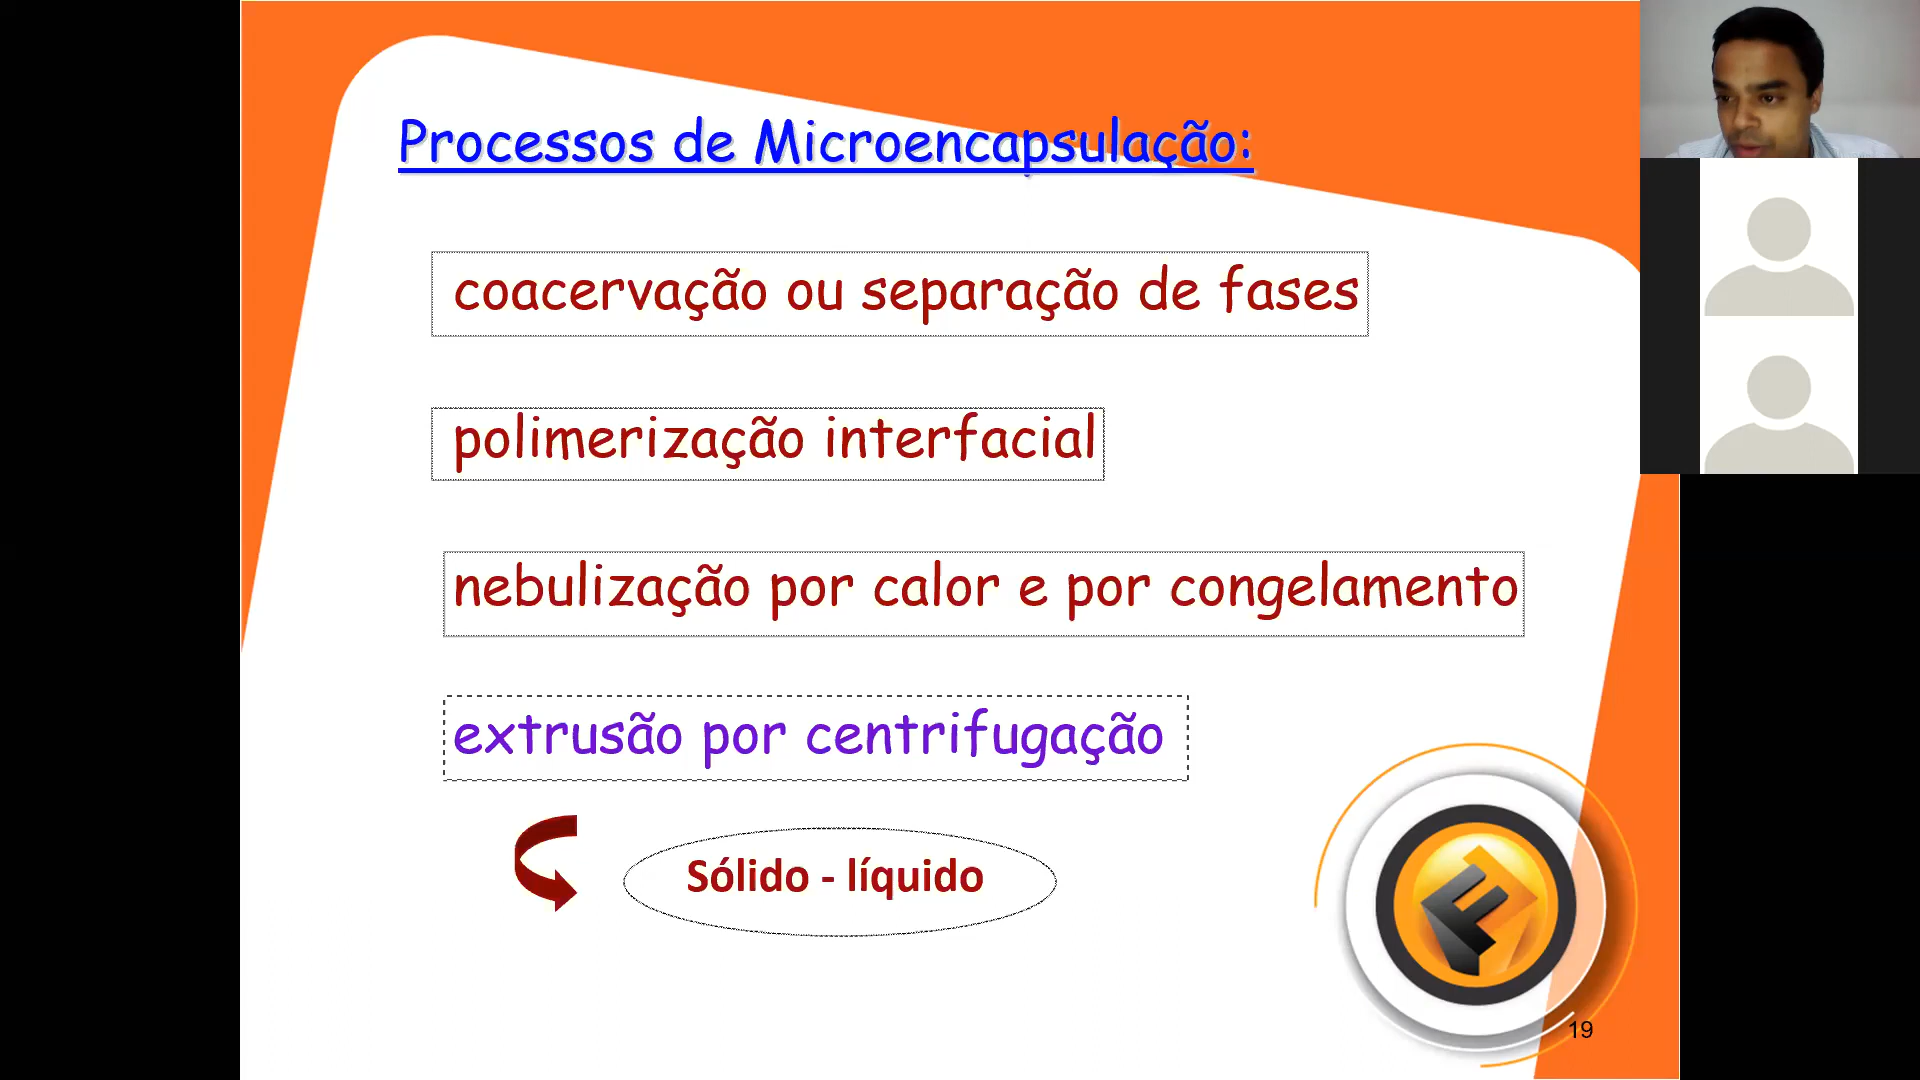 Processos de Microencapsulação:
coacervação ou separação de fases
polimerização interfacial
nebulização por calor e por congelamento
extrusão por centrifugação
Sólido - líquido
19